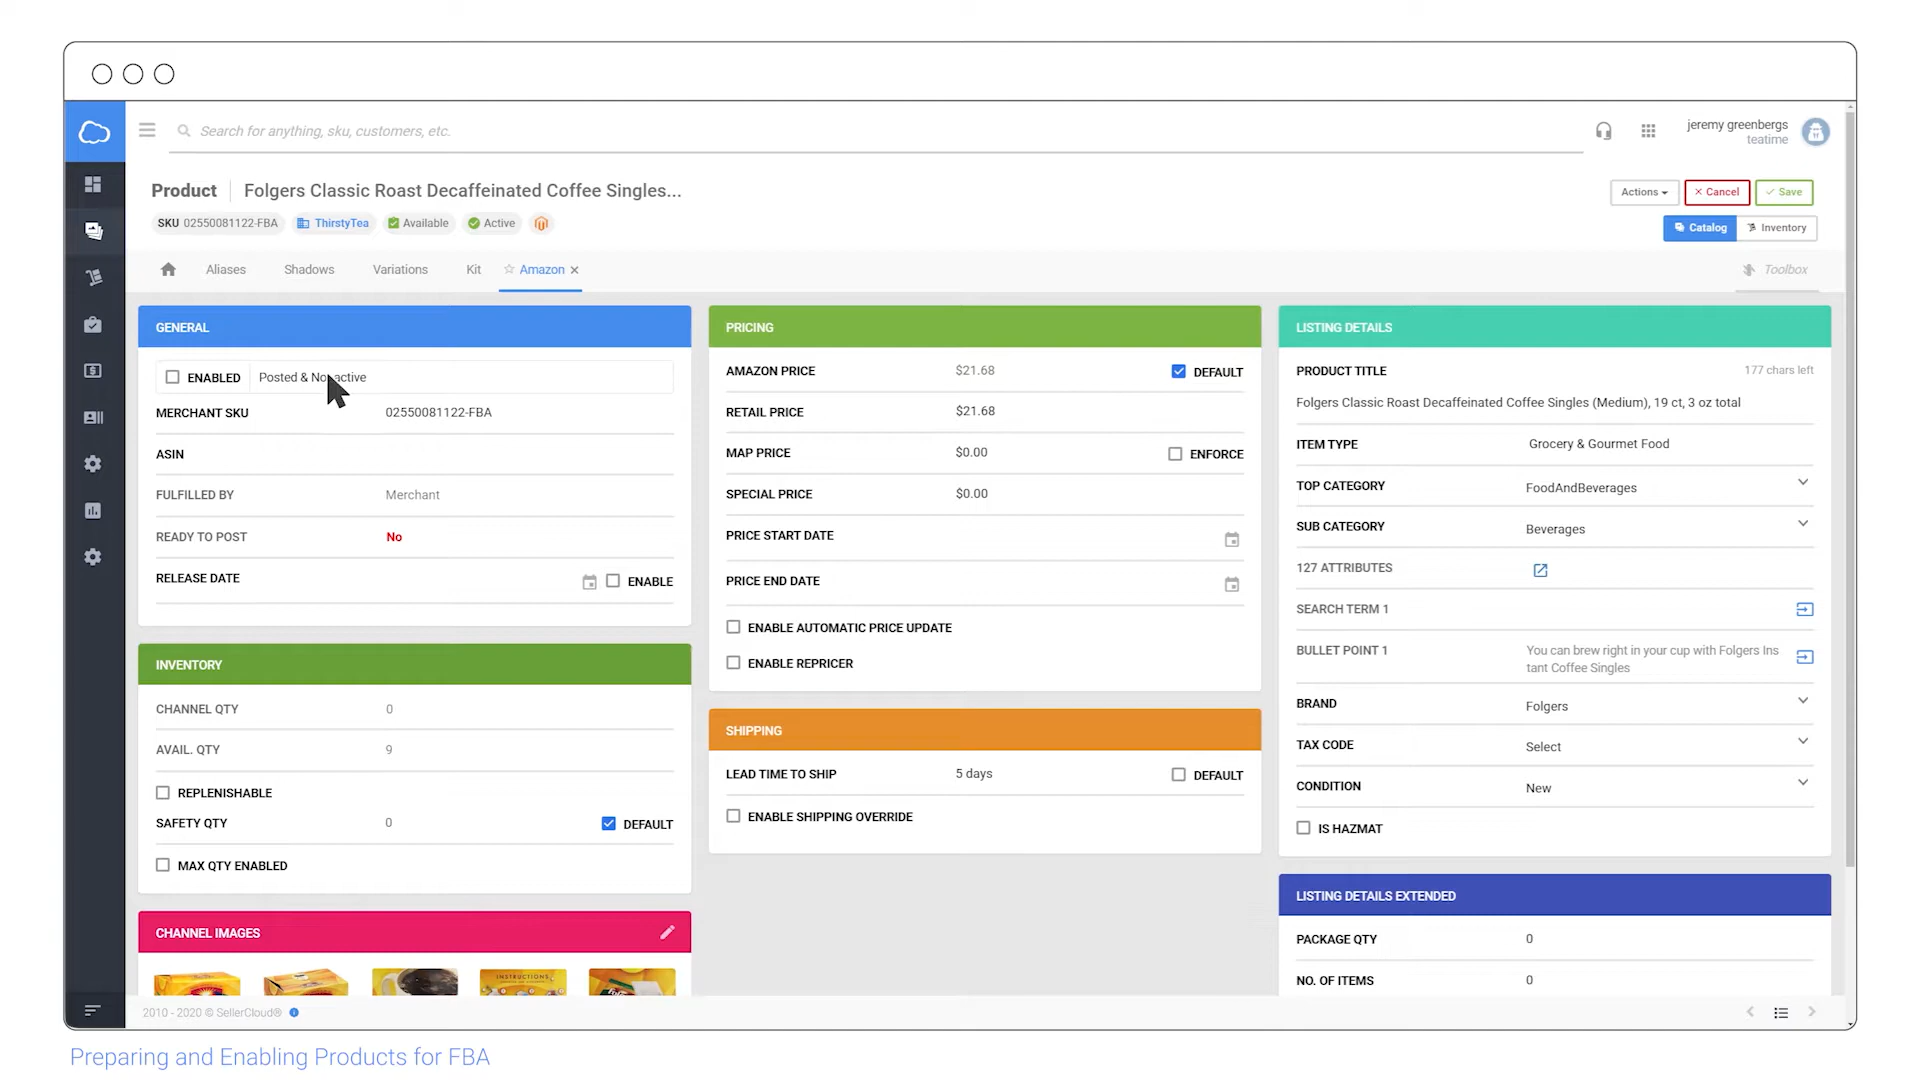 Search for anything, sku, customers, etc.
jeremy greenbergs
teatime
Product
Folgers Classic Roast Decaffeinated Coffee Singles...
Actions
Cancel
Save
SKU 02550081122-FBA
ThirstyTea
Available
Active
Catalog
Inventory
Aliases
Shadows
Variations
Kit
Amazon
Toolbox
GENERAL
ENABLED
Posted & Not active
MERCHANT SKU
02550081122-FBA
ASIN
FULFILLED BY
Merchant
READY TO POST
No
RELEASE DATE
ENABLE
INVENTORY
CHANNEL QTY
0
AVAIL. QTY
9
REPLENISHABLE
SAFETY QTY
0
DEFAULT
MAX QTY ENABLED
CHANNEL IMAGES
INSTRUCTIONS
PRICING
AMAZON PRICE
$21.68
DEFAULT
RETAIL PRICE
$21.68
MAP PRICE
$0.00
ENFORCE
SPECIAL PRICE
$0.00
PRICE START DATE
PRICE END DATE
ENABLE AUTOMATIC PRICE UPDATE
ENABLE REPRICER
SHIPPING
LEAD TIME TO SHIP
5 days
DEFAULT
ENABLE SHIPPING OVERRIDE
LISTING DETAILS
PRODUCT TITLE
177 chars left
Folgers Classic Roast Decaffeinated Coffee Singles (Medium), 19 ct, 3 oz total
ITEM TYPE
Grocery & Gourmet Food
TOP CATEGORY
FoodAndBeverages
SUB CATEGORY
Beverages
127 ATTRIBUTES
SEARCH TERM 1
BULLET POINT 1
You can brew right in your cup with Folgers Ins
tant Coffee Singles
BRAND
Folgers
TAX CODE
Select
CONDITION
New
IS HAZMAT
LISTING DETAILS EXTENDED
PACKAGE QTY
0
NO. OF ITEMS
0
2010 - 2020 © SellerCloud®
Preparing and Enabling Products for FBA